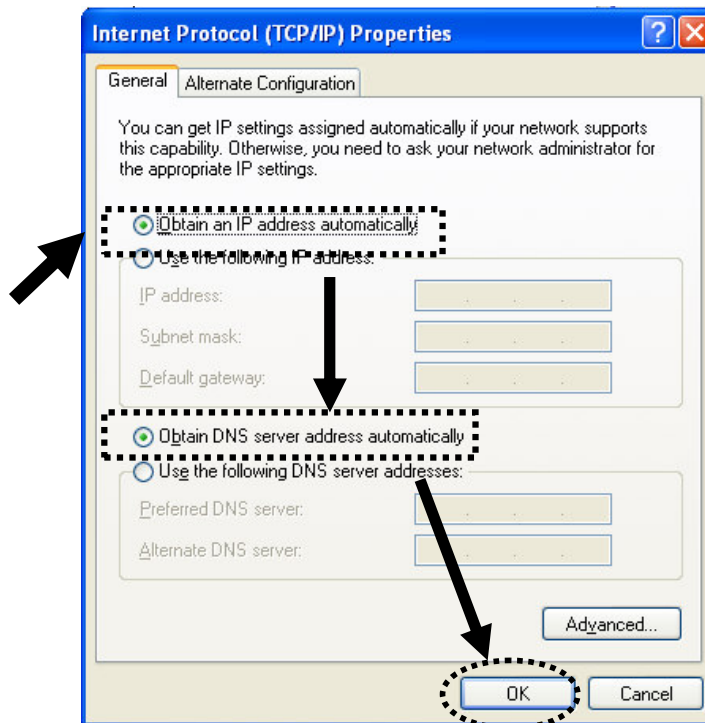 Internet Protocol (TCP/IP) Properties
General
Alternate Configuration
You can get IP settings assigned automatically if your network supports
this capability. Otherwise, you need to ask your network administrator for
the appropriate IP settings.
Obtain an IP address automatically
Use the following IP address:
IP address:
Subnet mask:
Default gateway:
Obtain DNS server address automatically
Use the following DNS server addresses:
Preferred DNS server:
Alternate DNS server:
Advanced...
OK
Cancel